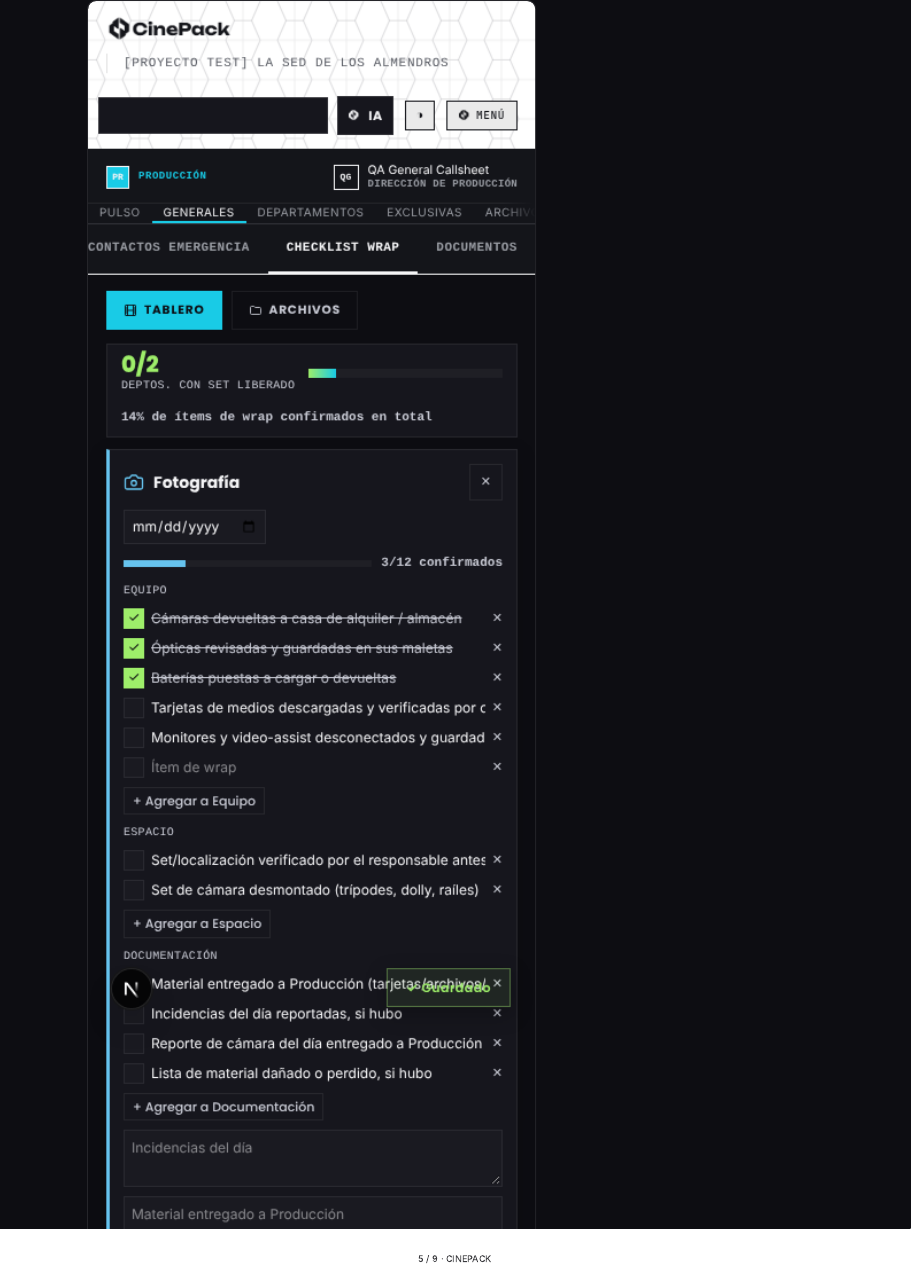 CinePack
[PROYECTO TEST] LA SED DE LOS ALMENDROS
IA
MENÚ
PR PRODUCCIÓN
QG QA General Callsheet
DIRECCIÓN DE PRODUCCIÓN
PULSO GENERALES DEPARTAMENTOS EXCLUSIVAS ARCHIV
CONTACTOS EMERGENCIA CHECKLIST WRAP DOCUMENTOS
TABLERO ARCHIVOS
0/2
DEPTOS. CON SET LIBERADO
14% de ítems de wrap confirmados en total
Fotografía ×
mm/dd/yyyy
3/12 confirmados
EQUIPO
Cámaras devueltas a casa de alquiler / almacén ×
Ópticas revisadas y guardadas en sus maletas ×
Baterías puestas a cargar o devueltas ×
Tarjetas de medios descargadas y verificadas por ×
Monitores y video-assist desconectados y guardad ×
Ítem de wrap ×
+ Agregar a Equipo
ESPACIO
Set/localización verificado por el responsable antes ×
Set de cámara desmontado (trípodes, dolly, raíles) ×
+ Agregar a Espacio
DOCUMENTACIÓN
N Material entregado a Producción (tarjetas/archivos/ ×
✓ Guardado
Incidencias del día reportadas, si hubo ×
Reporte de cámara del día entregado a Producción ×
Lista de material dañado o perdido, si hubo ×
+ Agregar a Documentación
Incidencias del día
Material entregado a Producción
5 / 9 · CINEPACK